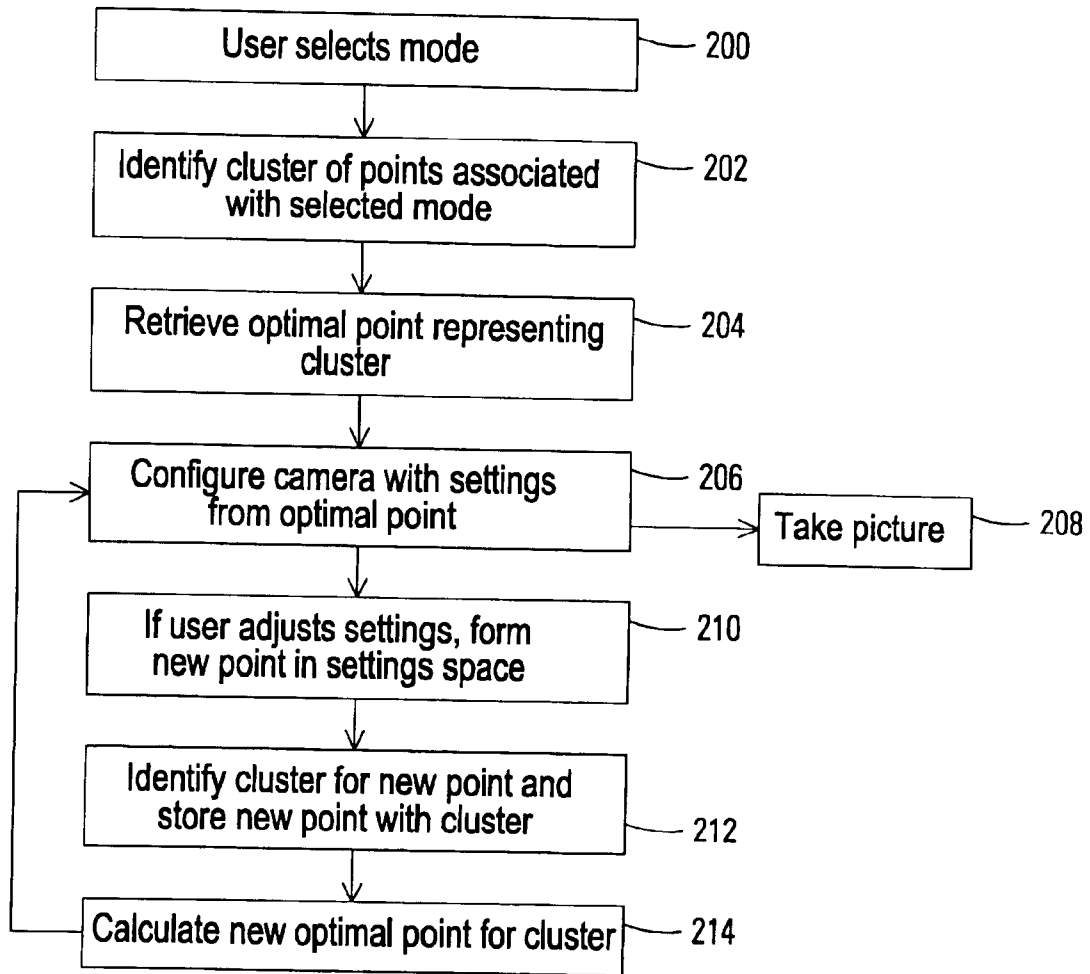 User selects mode
200
Identify cluster of points associated
with selected mode
202
Retrieve optimal point representing
cluster
204
Configure camera with settings
from optimal point
206
Take picture
208
If user adjusts settings, form
new point in settings space
210
Identify cluster for new point and
store new point with cluster
212
Calculate new optimal point for cluster
214